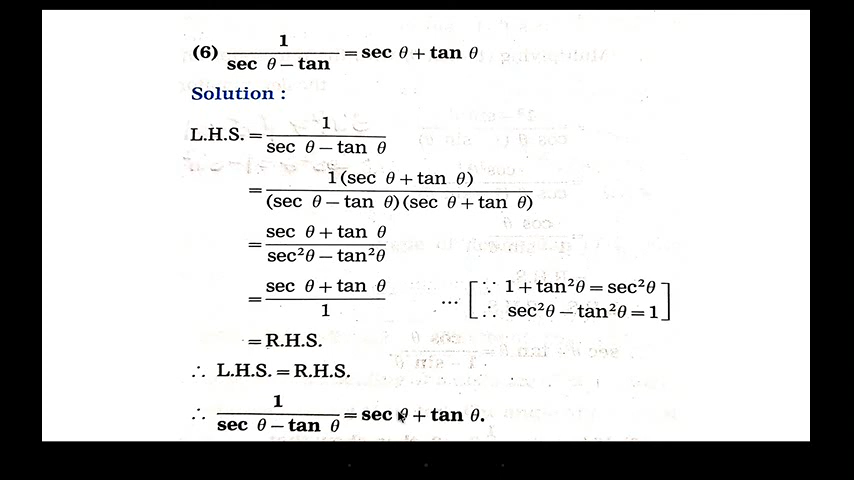 (6) 1/(sec θ − tan) = sec θ + tan θ
Solution :
L.H.S. = 1/(sec θ − tan θ)
= 1(sec θ + tan θ)/((sec θ − tan θ)(sec θ + tan θ))
= (sec θ + tan θ)/(sec²θ − tan²θ)
= (sec θ + tan θ)/1 ... [∵ 1 + tan²θ = sec²θ
∴ sec²θ − tan²θ = 1]
= R.H.S.
∴ L.H.S. = R.H.S.
∴ 1/(sec θ − tan θ) = sec θ + tan θ.